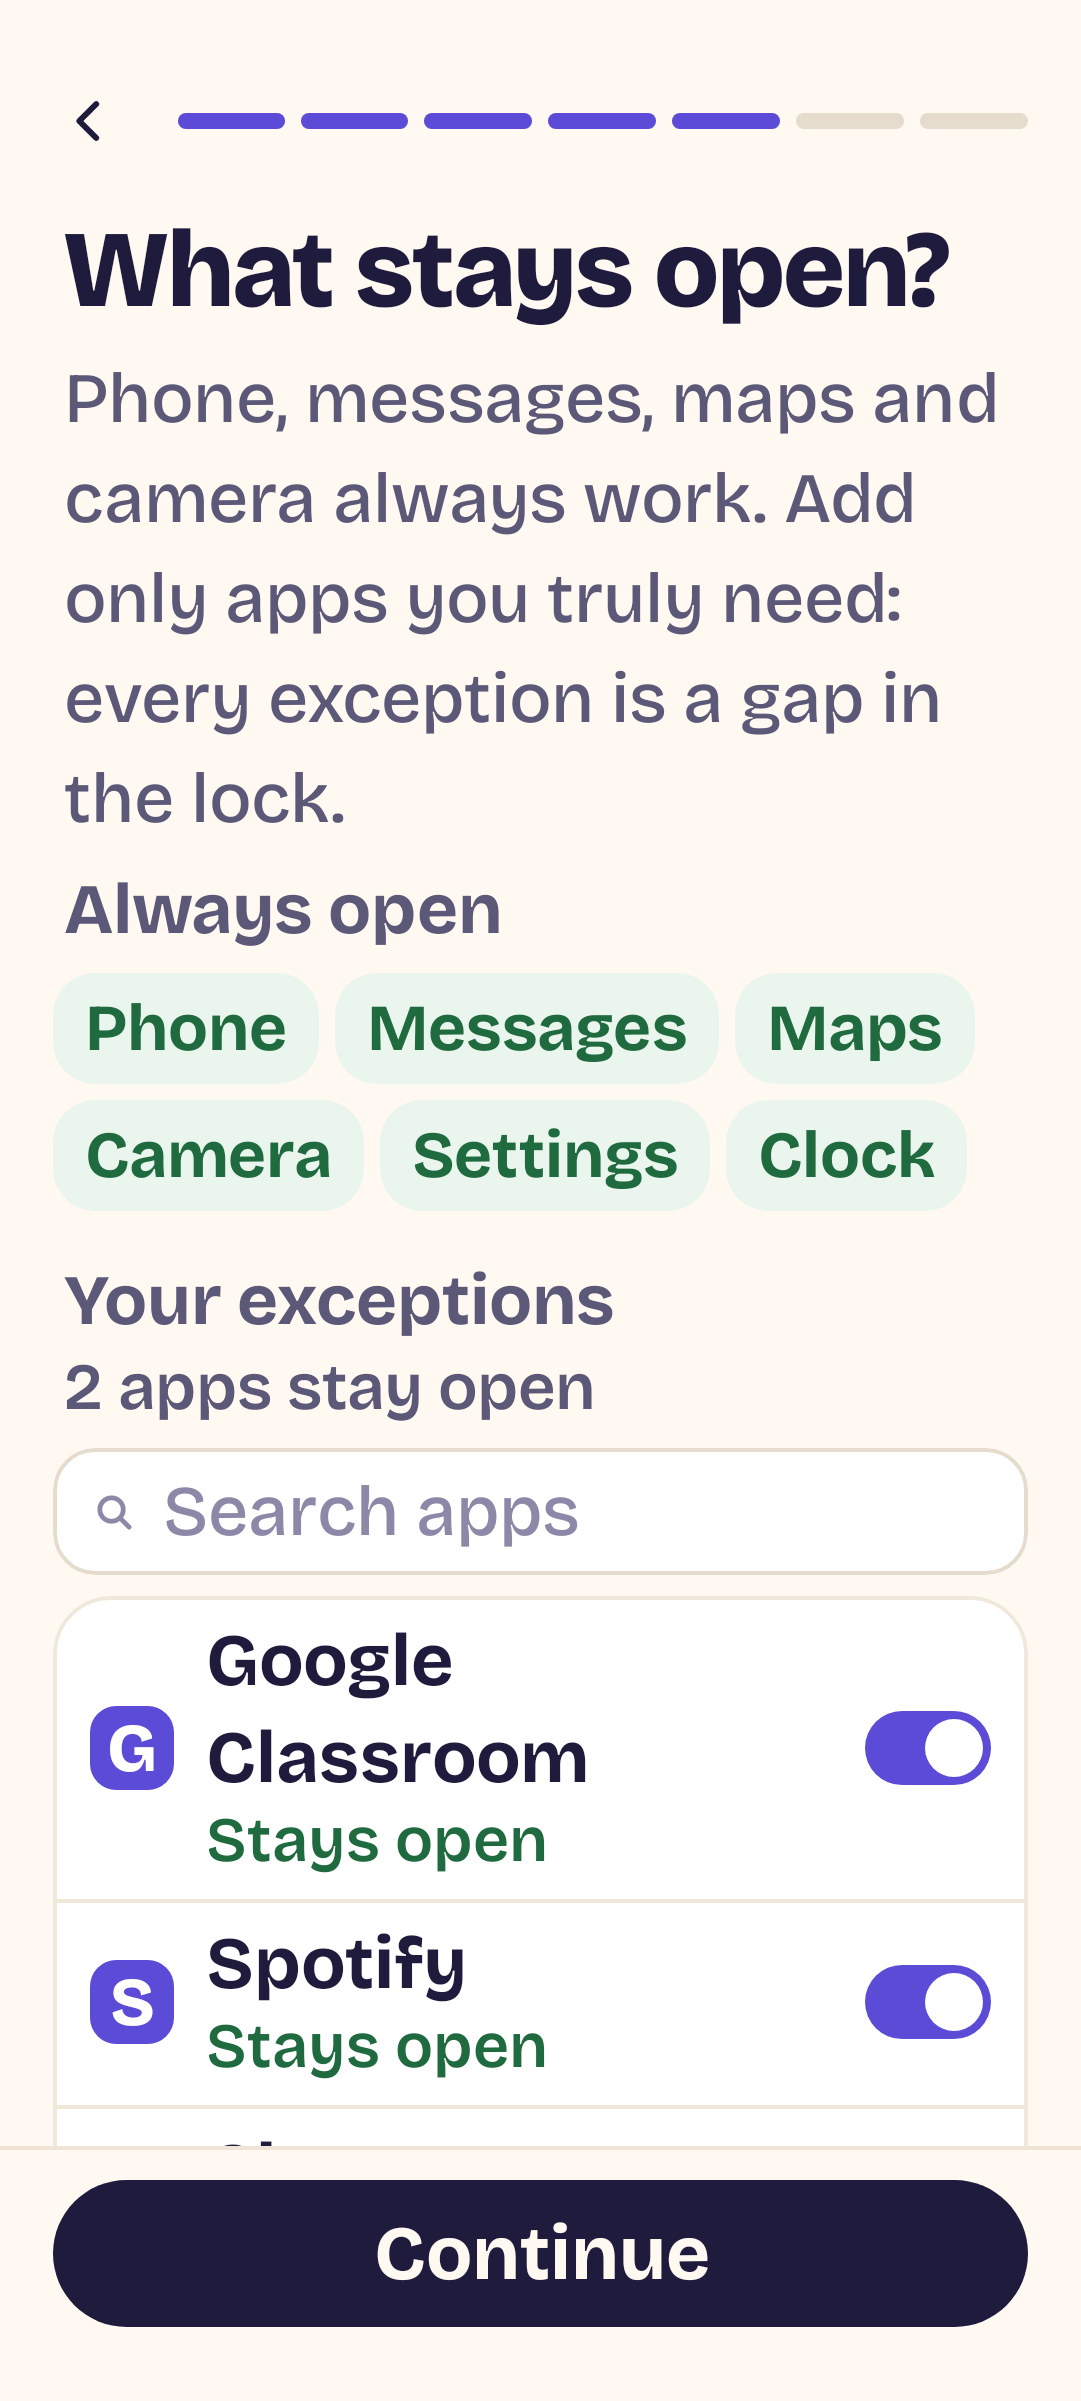 What stays open?
Phone, messages, maps and
camera always work. Add
only apps you truly need:
every exception is a gap in
the lock.
Always open
Phone Messages Maps
Camera Settings Clock
Your exceptions
2 apps stay open
Search apps
Google
G Classroom
Stays open
Spotify
S
Stays open
Continue